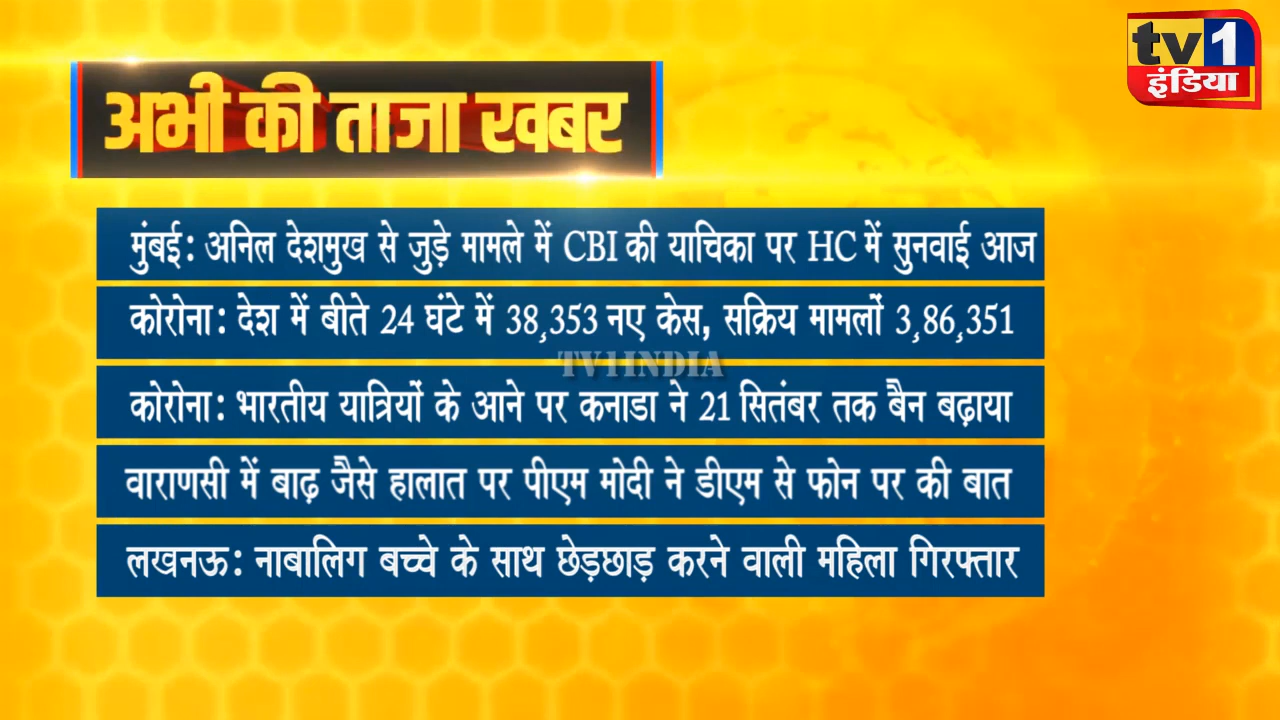 tv1
इंडिया
अभी की ताजा खबर
मुंबई: अनिल देशमुख से जुड़े मामले में CBI की याचिका पर HC में सुनवाई आज
कोरोना: देश में बीते 24 घंटे में 38,353 नए केस, सक्रिय मामलों 3,86,351
TV1INDIA
कोरोना: भारतीय यात्रियों के आने पर कनाडा ने 21 सितंबर तक बैन बढ़ाया
वाराणसी में बाढ़ जैसे हालात पर पीएम मोदी ने डीएम से फोन पर की बात
लखनऊ: नाबालिग बच्चे के साथ छेड़छाड़ करने वाली महिला गिरफ्तार